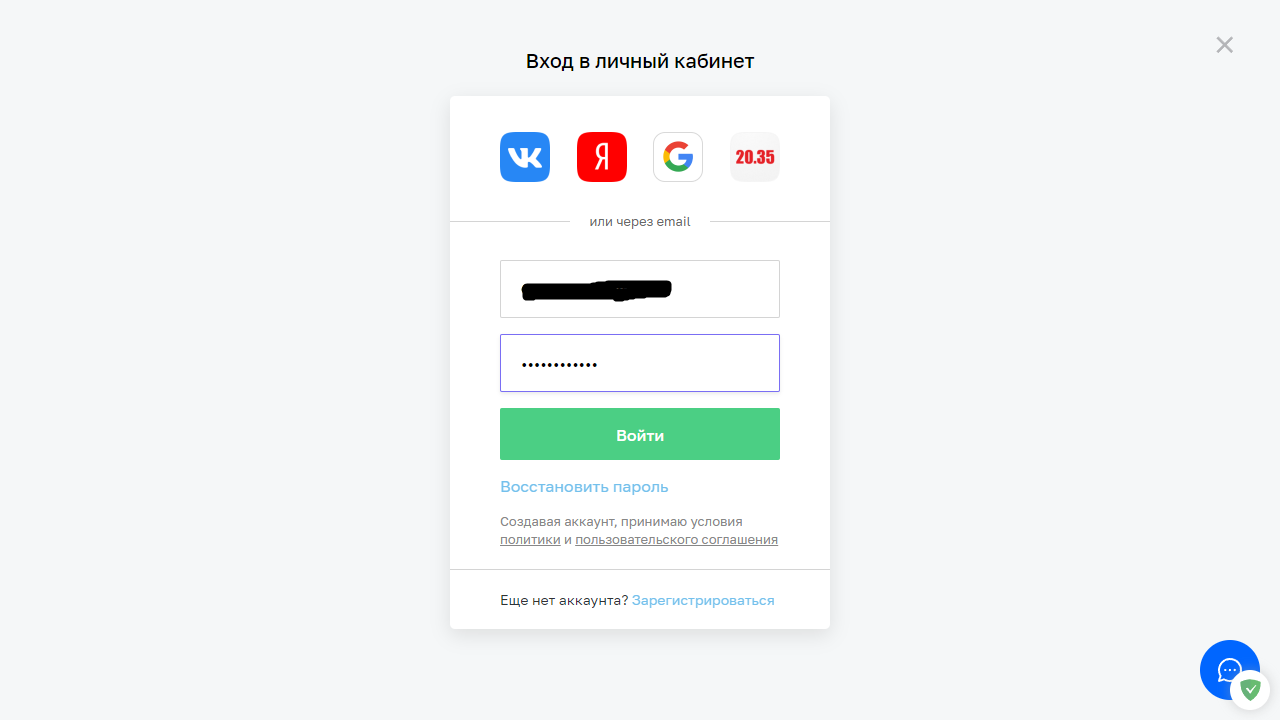 Вход в личный кабинет
20.35
или через email
••••••••••••
Войти
Восстановить пароль
Создавая аккаунт, принимаю условия
политики и пользовательского соглашения
Еще нет аккаунта? Зарегистрироваться